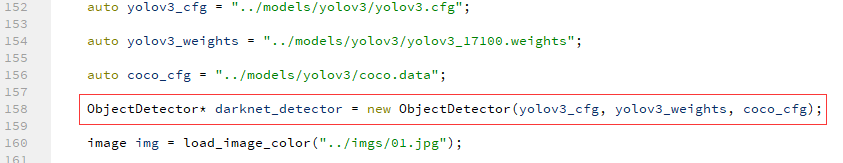 152 auto yolov3_cfg = "../models/yolov3/yolov3.cfg";
153
154 auto yolov3_weights = "../models/yolov3/yolov3_17100.weights";
155
156 auto coco_cfg = "../models/yolov3/coco.data";
157
158 ObjectDetector* darknet_detector = new ObjectDetector(yolov3_cfg, yolov3_weights, coco_cfg);
159
160 image img = load_image_color("../imgs/01.jpg");
161